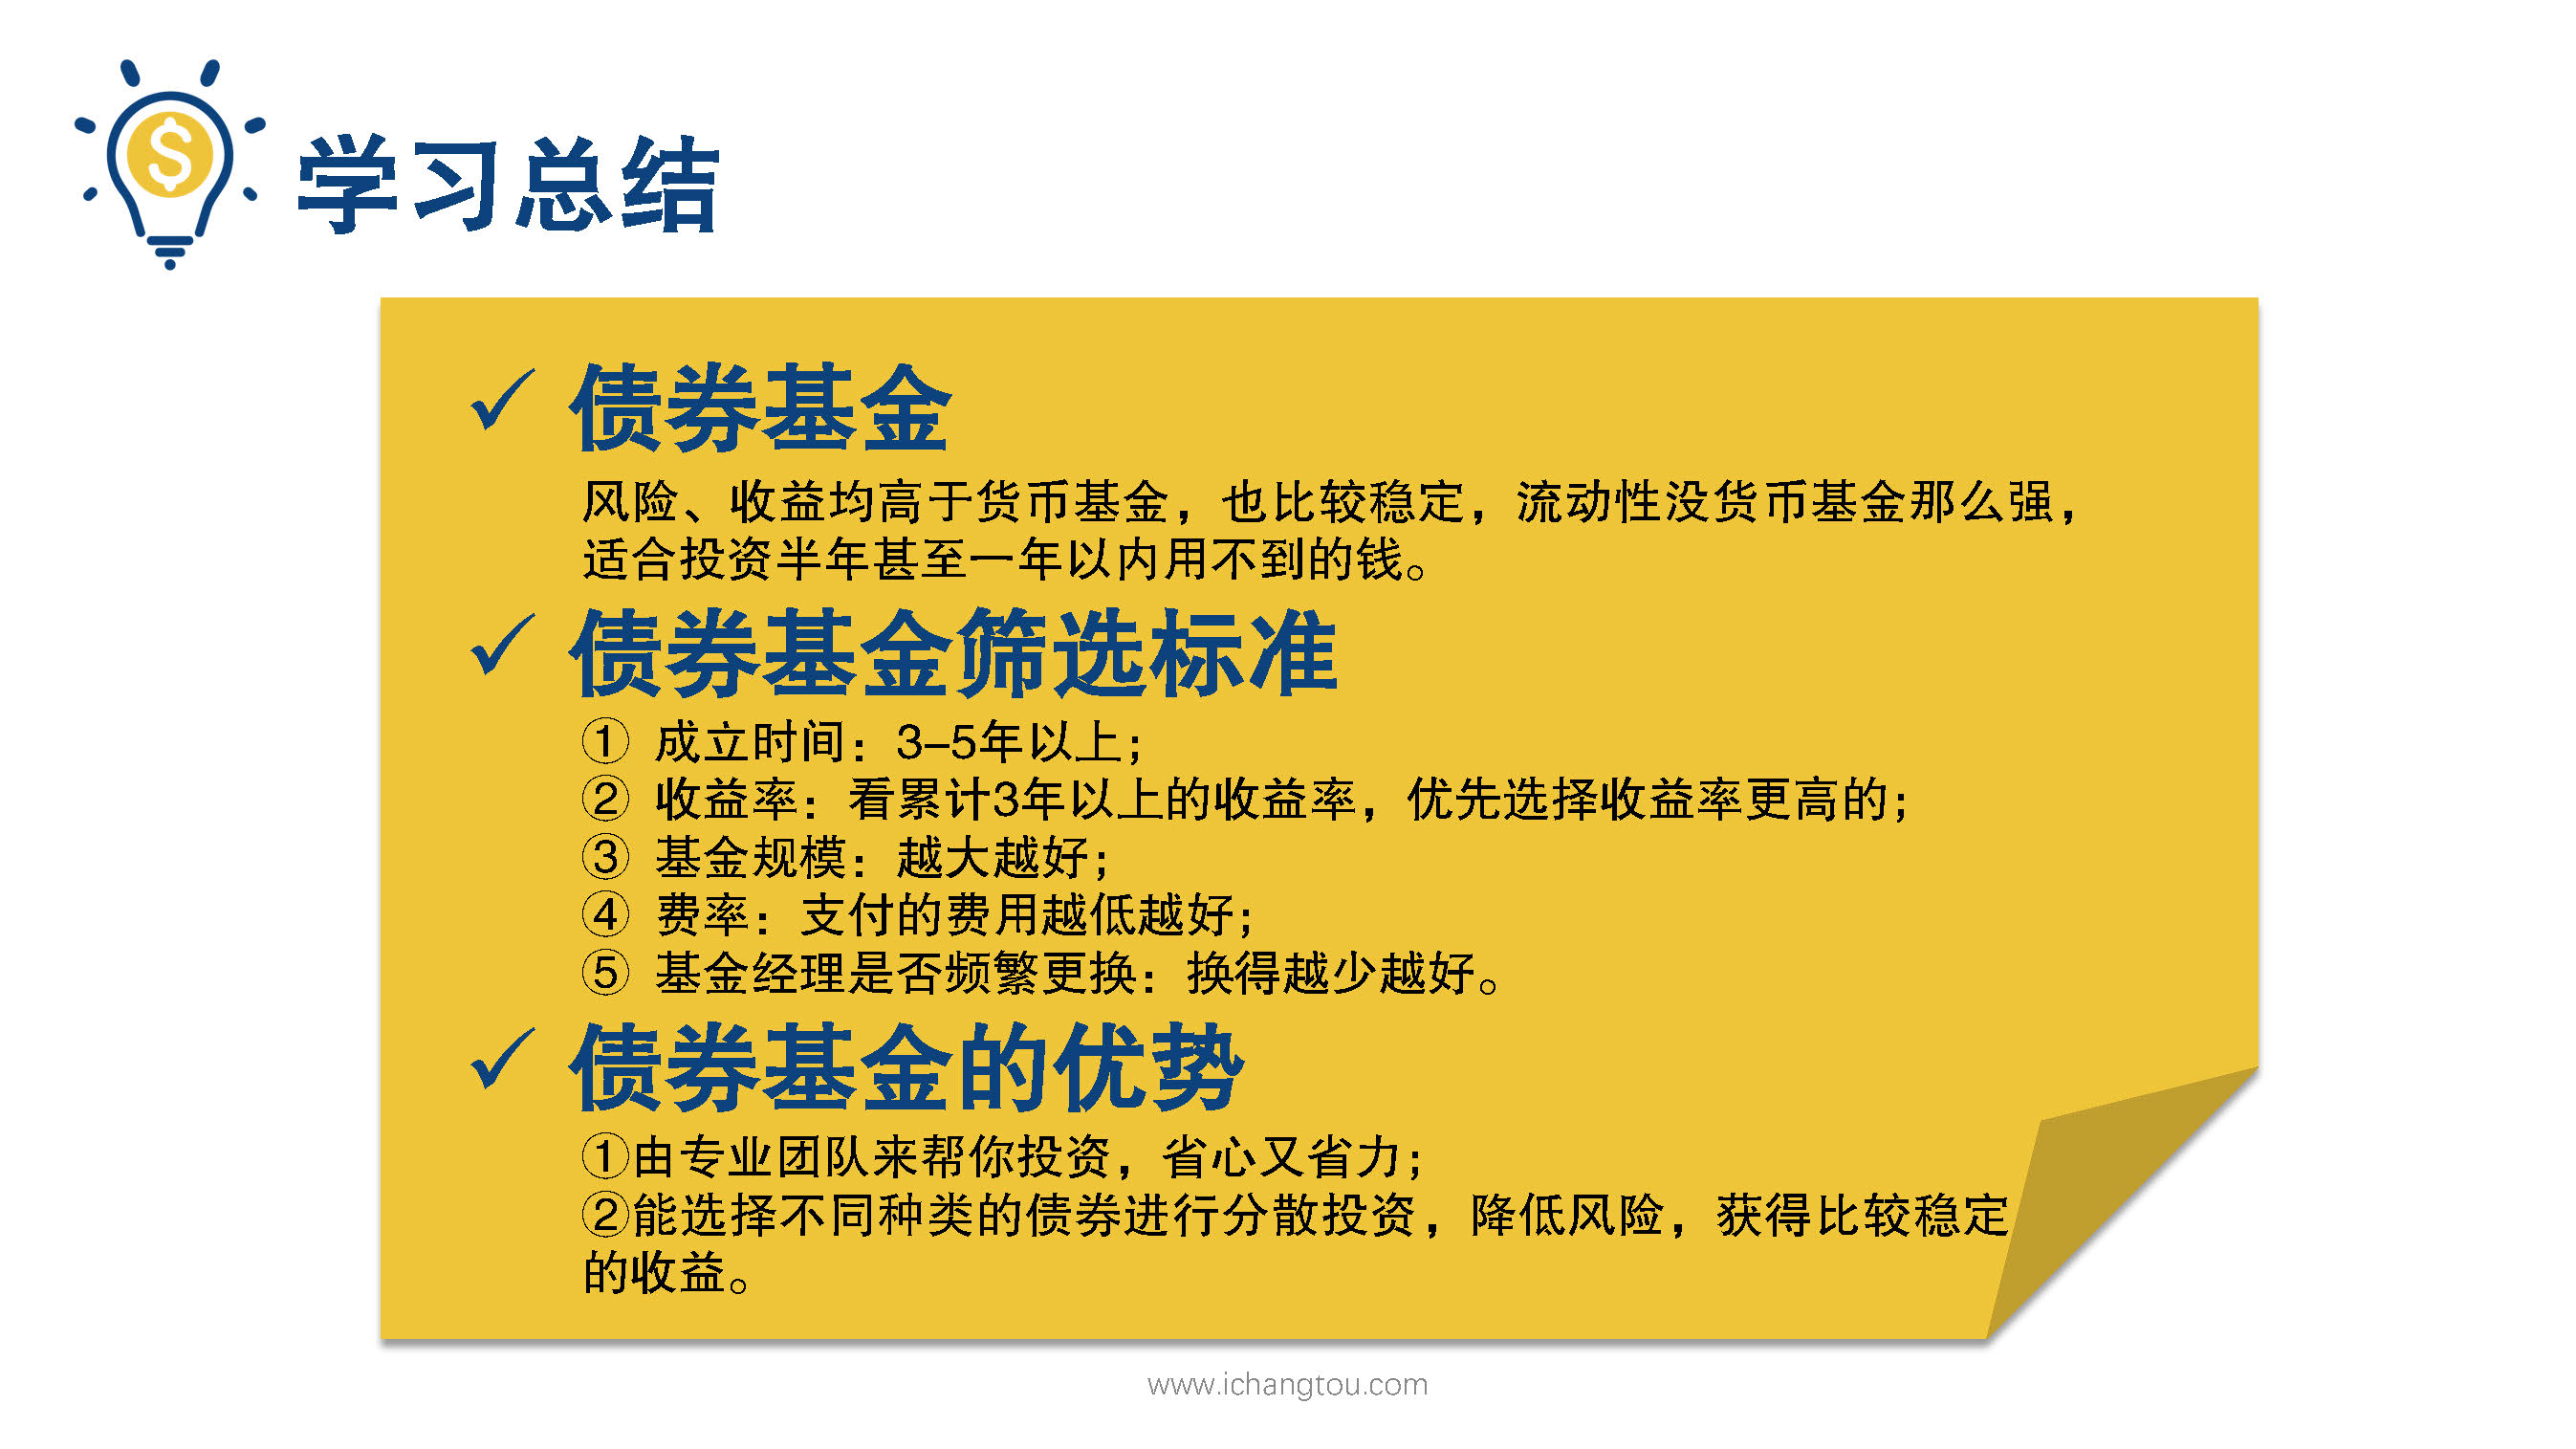 学习总结
✓ 债券基金
风险、收益均高于货币基金，也比较稳定，流动性没货币基金那么强，
适合投资半年甚至一年以内用不到的钱。
✓ 债券基金筛选标准
① 成立时间：3-5年以上；
② 收益率：看累计3年以上的收益率，优先选择收益率更高的；
③ 基金规模：越大越好；
④ 费率：支付的费用越低越好；
⑤ 基金经理是否频繁更换：换得越少越好。
✓ 债券基金的优势
①由专业团队来帮你投资，省心又省力；
②能选择不同种类的债券进行分散投资，降低风险，获得比较稳定
的收益。
www.ichangtou.com